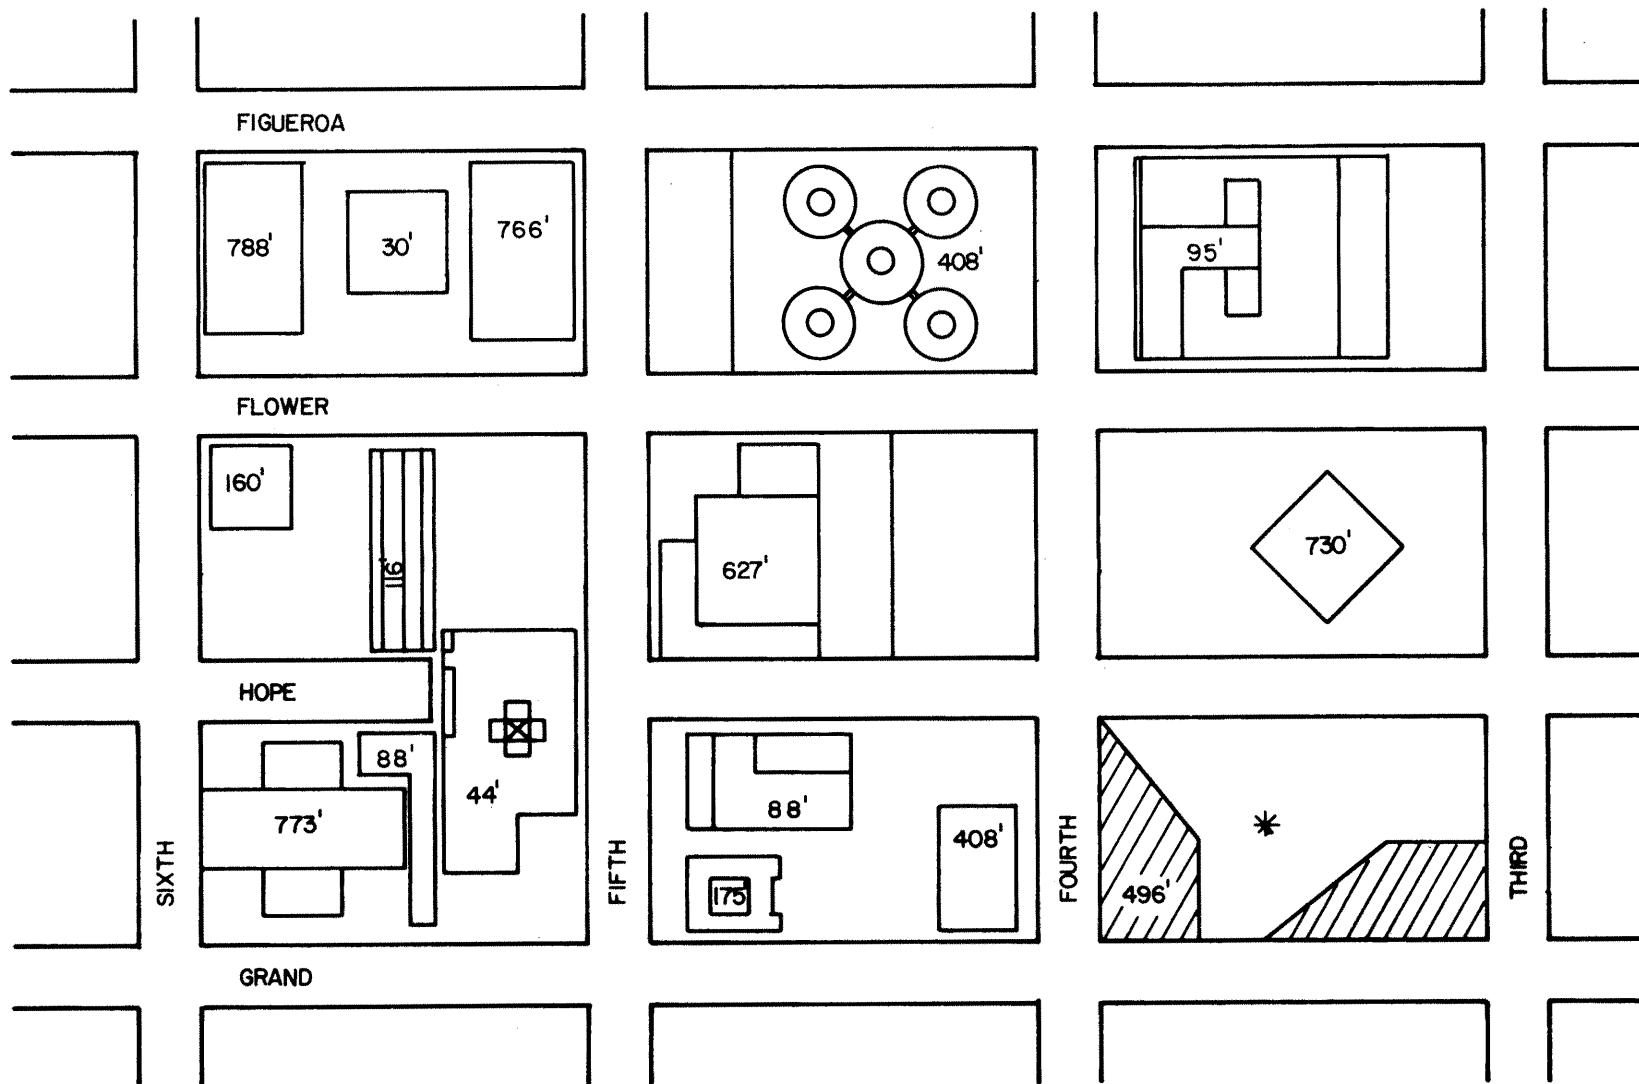 FIGUEROA
788'
30'
766'
408'
95'
FLOWER
160'
116'
627'
730'
HOPE
88'
44'
773'
88'
408'
175'
496'
SIXTH
FIFTH
FOURTH
THIRD
GRAND